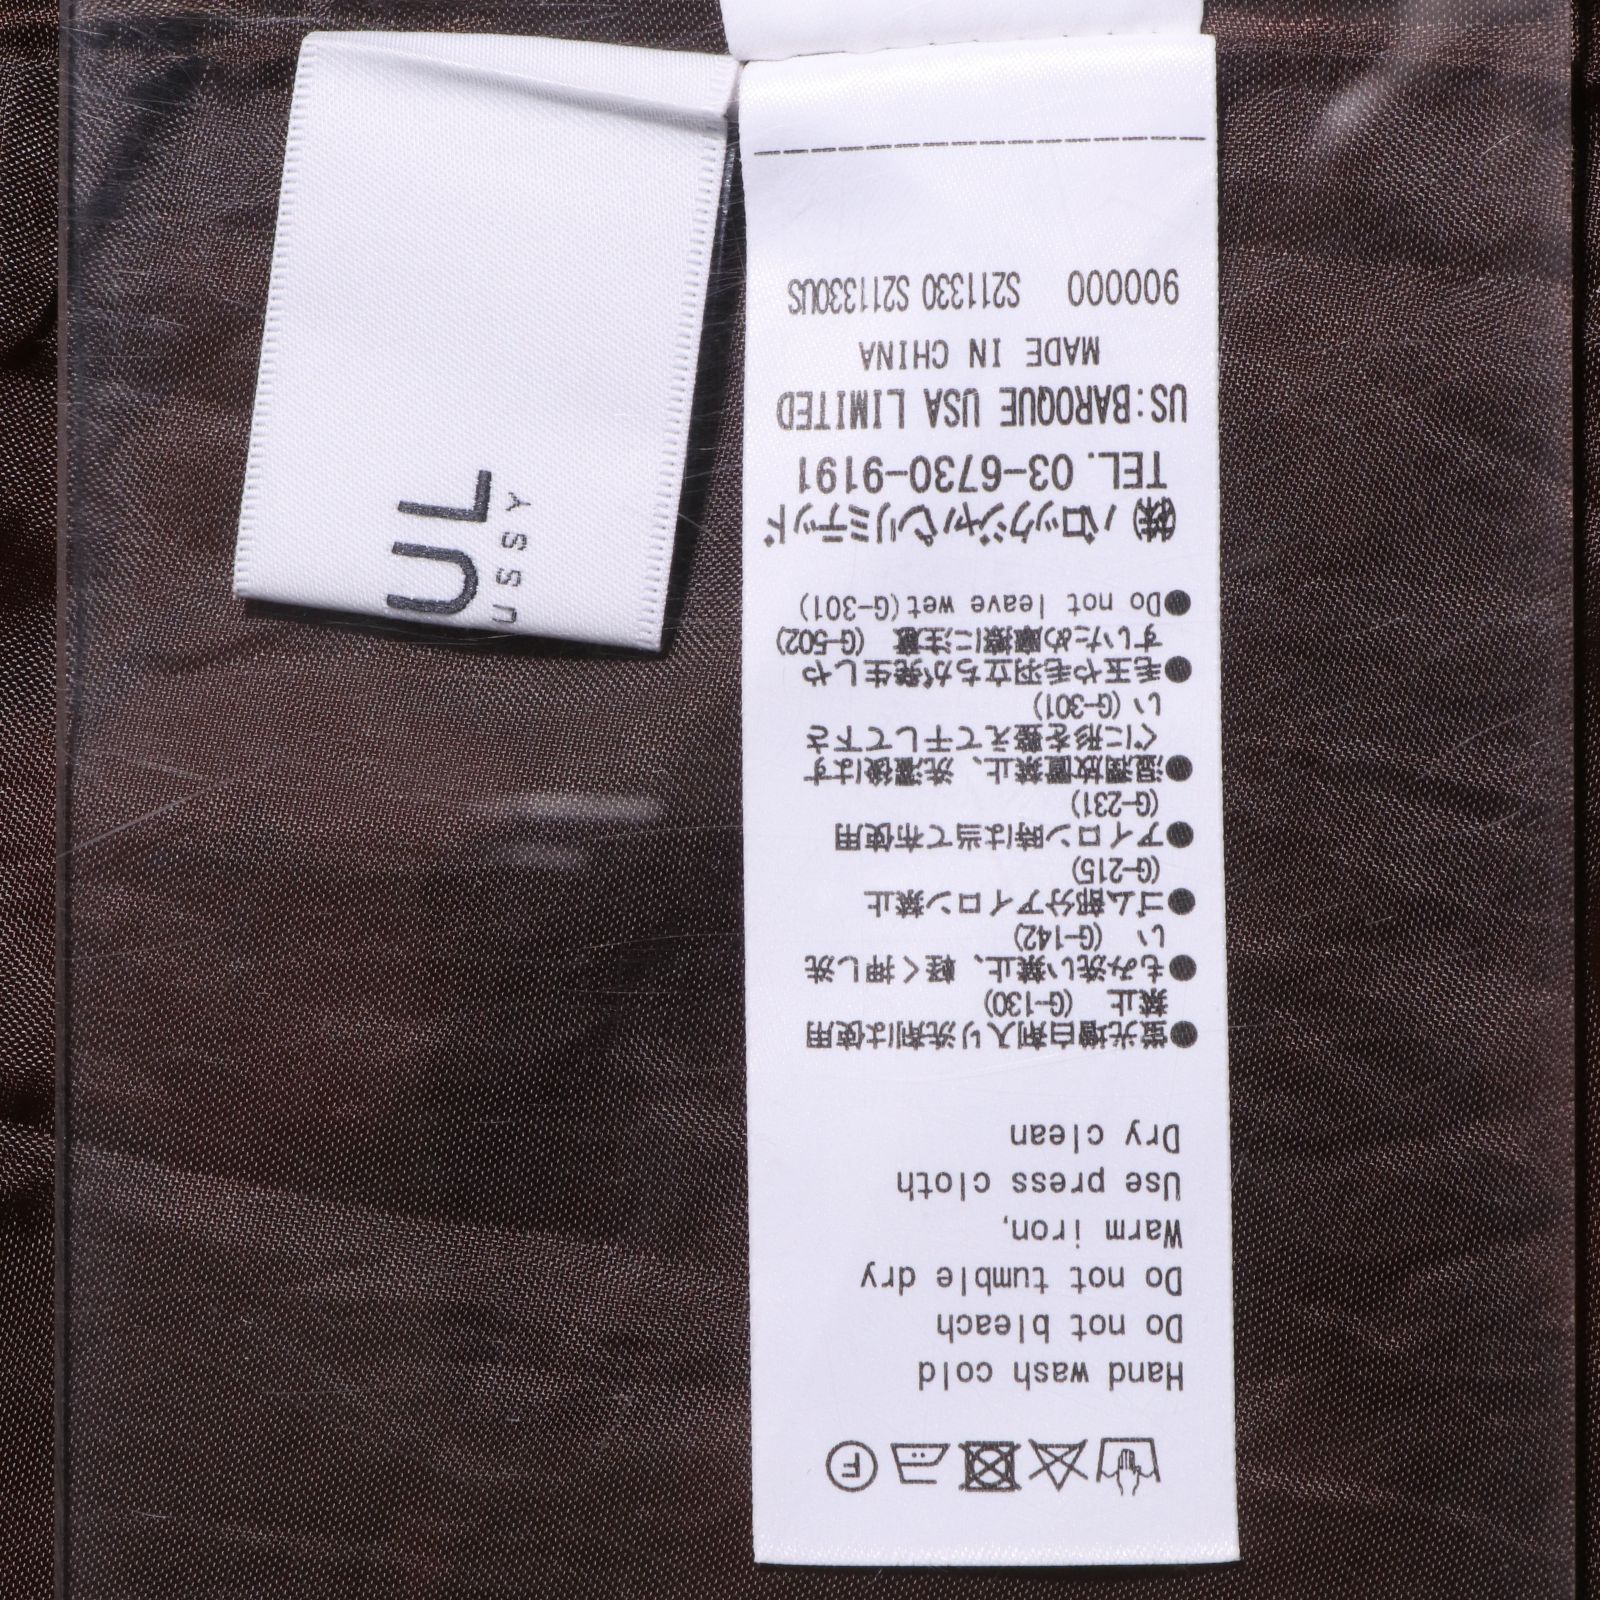 Hand wash cold
Do not bleach
Do not tumble dry
Warm iron,
Use press cloth
Dry clean
●蛍光増白剤入り洗剤は使用
禁止 (G-130)
●もみ洗い禁止、軽く押し洗
い (G-142)
●ゴム部分アイロン禁止
(G-215)
●アイロン時は当て布使用
(G-231)
●湿潤放置禁止、洗濯後はす
ぐに形を整えて干して下さ
い (G-301)
●毛玉や毛羽立ちが発生しや
すいため摩擦に注意 (G-502)
●Do not leave wet (G-301)
㈱バロックジャパンリミテッド
TEL. 03-6730-9191
US:BAROQUE USA LIMITED
MADE IN CHINA
900000 S211330 S211330US
F
UL
USSY